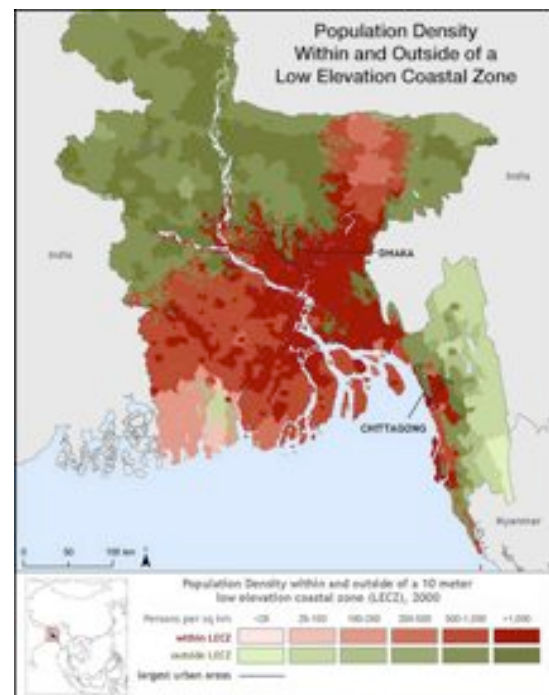 Population Density
Within and Outside of a
Low Elevation Coastal Zone
India
India
DHAKA
CHITTAGONG
Myanmar
0 50 100 km
Population Density within and outside of a 10 meter
low elevation coastal zone (LECZ), 2000
Persons per sq km <25 25-100 100-250 250-500 500-1,000 >1,000
within LECZ
outside LECZ
largest urban areas